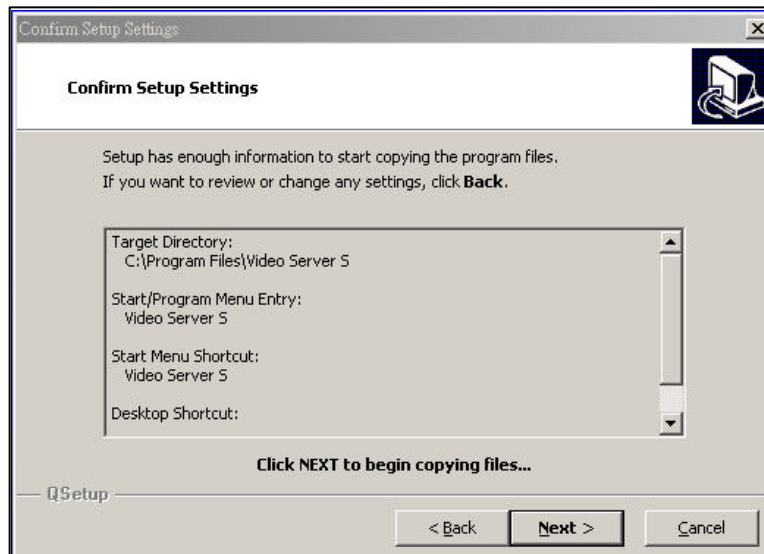 Confirm Setup Settings
Confirm Setup Settings
Setup has enough information to start copying the program files.
If you want to review or change any settings, click Back.
Target Directory:
C:\Program Files\Video Server S
Start/Program Menu Entry:
Video Server S
Start Menu Shortcut:
Video Server S
Desktop Shortcut:
Click NEXT to begin copying files...
QSetup
< Back
Next >
Cancel